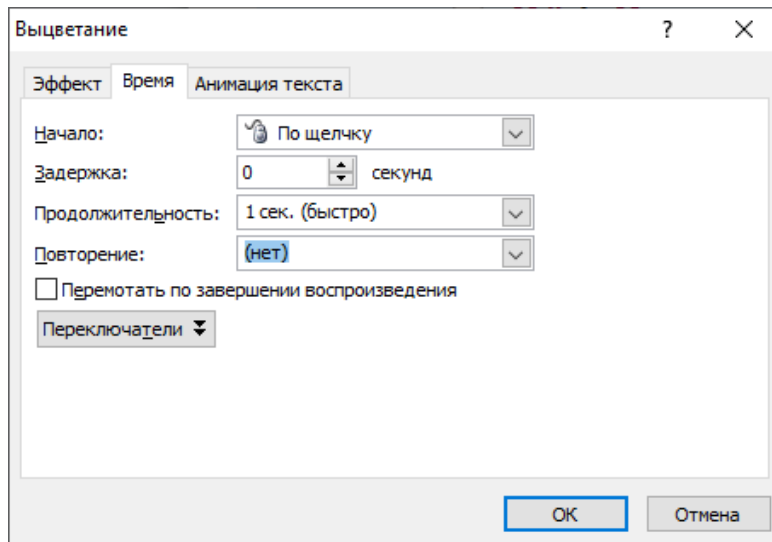 Выцветание
Эффект Время Анимация текста
Начало: По щелчку
Задержка: 0 секунд
Продолжительность: 1 сек. (быстро)
Повторение: (нет)
Перемотать по завершении воспроизведения
Переключатели
ОК Отмена